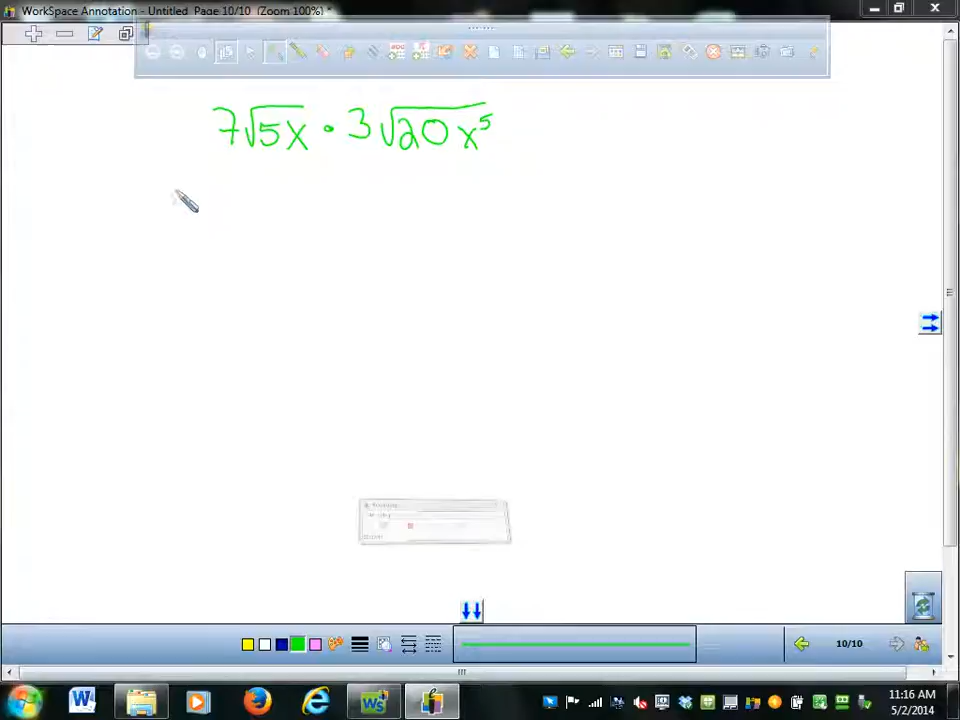 WorkSpace Annotation - Untitled Page 10/10 (Zoom 100%) *
7√5x · 3√20x⁵
10/10
11:16 AM
5/2/2014